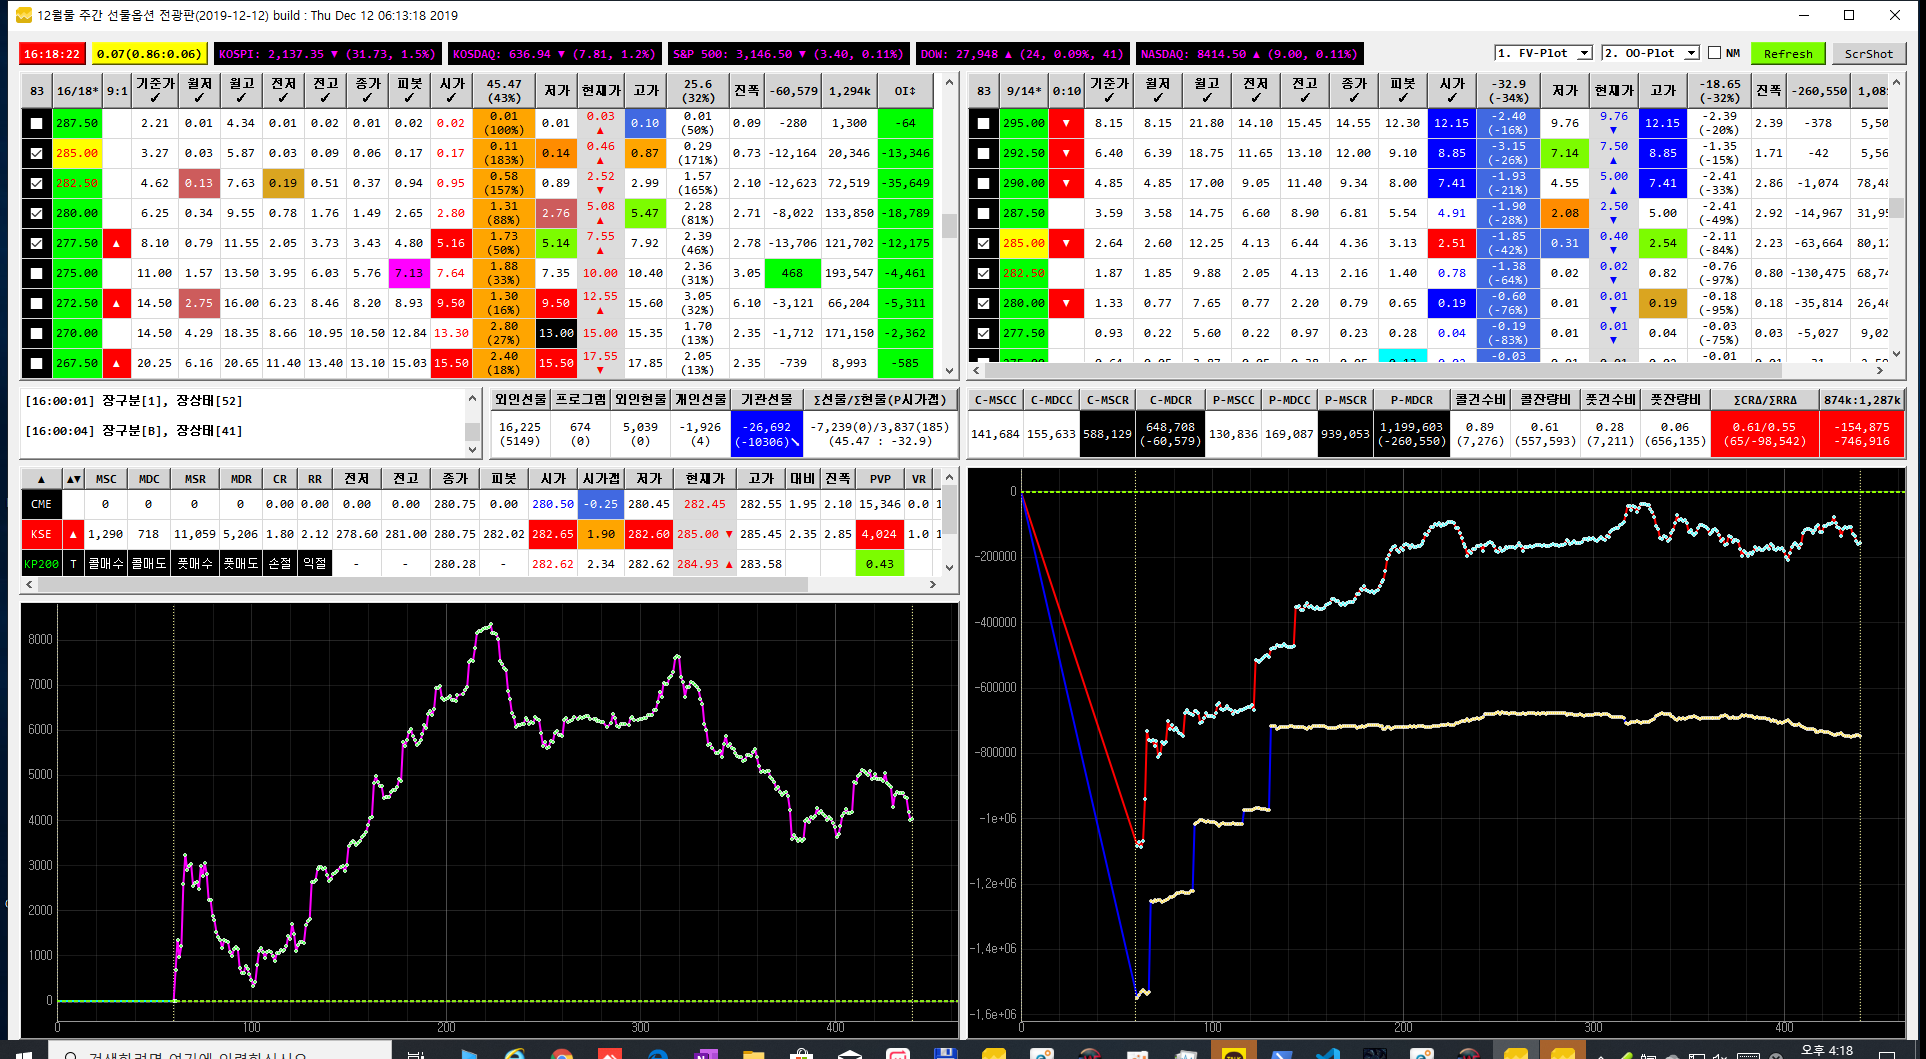 12월물 주간 선물옵션 전광판(2019-12-12) build : Thu Dec 12 06:13:18 2019
16:18:22 0.07(0.86:0.06) KOSPI: 2,137.35 ▼ (31.73, 1.5%) KOSDAQ: 636.94 ▼ (7.81, 1.2%) S&P 500: 3,146.50 ▼ (3.40, 0.11%) DOW: 27,948 ▲ (24, 0.09%, 41) NASDAQ: 8414.50 ▲ (9.00, 0.11%) 1. FV-Plot 2. OO-Plot NM Refresh ScrShot
83 16/18* 9:1 기준가✓ 월저✓ 월고✓ 전저✓ 전고✓ 종가✓ 피봇✓ 시가✓ 45.47 (43%) 저가 현재가 고가 25.6 (32%) 진폭 -60,579 1,294k OI↕
287.50 2.21 0.01 4.34 0.01 0.02 0.01 0.02 0.02 0.01 (100%) 0.01 0.03 ▲ 0.10 0.01 (50%) 0.09 -280 1,300 -64
285.00 3.27 0.03 5.87 0.03 0.09 0.06 0.17 0.17 0.11 (183%) 0.14 0.46 ▲ 0.87 0.29 (171%) 0.73 -12,164 20,346 -13,346
282.50 4.62 0.13 7.63 0.19 0.51 0.37 0.94 0.95 0.58 (157%) 0.89 2.52 ▼ 2.99 1.57 (165%) 2.10 -12,623 72,519 -35,649
280.00 6.25 0.34 9.55 0.78 1.76 1.49 2.65 2.80 1.31 (88%) 2.76 5.08 ▲ 5.47 2.28 (81%) 2.71 -8,022 133,850 -18,789
277.50 ▲ 8.10 0.79 11.55 2.05 3.73 3.43 4.80 5.16 1.73 (50%) 5.14 7.55 ▲ 7.92 2.39 (46%) 2.78 -13,706 121,702 -12,175
275.00 11.00 1.57 13.50 3.95 6.03 5.76 7.13 7.64 1.88 (33%) 7.35 10.00 10.40 2.36 (31%) 3.05 468 193,547 -4,461
272.50 ▲ 14.50 2.75 16.00 6.23 8.46 8.20 8.93 9.50 1.30 (16%) 9.50 12.55 ▲ 15.60 3.05 (32%) 6.10 -3,121 66,204 -5,311
270.00 14.50 4.29 18.35 8.66 10.95 10.50 12.84 13.30 2.80 (27%) 13.00 15.00 15.35 1.70 (13%) 2.35 -1,712 171,150 -2,362
267.50 ▲ 20.25 6.16 20.65 11.40 13.40 13.10 15.03 15.50 2.40 (18%) 15.50 17.55 ▼ 17.85 2.05 (13%) 2.35 -739 8,993 -585
83 9/14* 0:10 기준가✓ 월저✓ 월고✓ 전저✓ 전고✓ 종가✓ 피봇✓ 시가✓ -32.9 (-34%) 저가 현재가 고가 -18.65 (-32%) 진폭 -260,550 1,08
295.00 ▼ 8.15 8.15 21.80 14.10 15.45 14.55 12.30 12.15 -2.40 (-16%) 9.76 9.76 ▼ 12.15 -2.39 (-20%) 2.39 -378 5,50
292.50 ▼ 6.40 6.39 18.75 11.65 13.10 12.00 9.10 8.85 -3.15 (-26%) 7.14 7.50 ▲ 8.85 -1.35 (-15%) 1.71 -42 5,56
290.00 ▼ 4.85 4.85 17.00 9.05 11.40 9.34 8.00 7.41 -1.93 (-21%) 4.55 5.00 ▲ 7.41 -2.41 (-33%) 2.86 -1,074 78,48
287.50 3.59 3.58 14.75 6.60 8.90 6.81 5.54 4.91 -1.90 (-28%) 2.08 2.50 ▼ 5.00 -2.41 (-49%) 2.92 -14,967 31,95
285.00 ▼ 2.64 2.60 12.25 4.13 6.44 4.36 3.13 2.51 -1.85 (-42%) 0.31 0.40 ▼ 2.54 -2.11 (-84%) 2.23 -63,664 80,12
282.50 1.87 1.85 9.88 2.05 4.13 2.16 1.40 0.78 -1.38 (-64%) 0.02 0.02 ▼ 0.82 -0.76 (-97%) 0.80 -130,475 68,74
280.00 ▼ 1.33 0.77 7.65 0.77 2.20 0.79 0.65 0.19 -0.60 (-76%) 0.01 0.01 ▼ 0.19 -0.18 (-95%) 0.18 -35,814 26,46
277.50 0.93 0.22 5.60 0.22 0.97 0.23 0.28 0.04 -0.19 (-83%) 0.01 0.01 ▼ 0.04 -0.03 (-75%) 0.03 -5,027 9,02
-0.03 -0.01
[16:00:01] 장구분[1], 장상태[52]
[16:00:04] 장구분[B], 장상태[41]
외인선물 프로그램 외인현물 개인선물 기관선물 Σ선물/Σ현물(P시가갭)
16,225 (5149) 674 (0) 5,039 (0) -1,926 (4) -26,692 (-10306) -7,239(0)/3,837(185) (45.47 : -32.9)
C-MSCC C-MDCC C-MSCR C-MDCR P-MSCC P-MDCC P-MSCR P-MDCR 콜건수비 콜잔량비 풋건수비 풋잔량비 ΣCRΔ/ΣRRΔ 874k:1,287k
141,684 155,633 588,129 648,708 (-60,579) 130,836 169,087 939,053 1,199,603 (-260,550) 0.89 (7,276) 0.61 (557,593) 0.28 (7,211) 0.06 (656,135) 0.61/0.55 (65/-98,542) -154,875 -746,916
▲ ▲▼ MSC MDC MSR MDR CR RR 전저 전고 종가 피봇 시가 시가갭 저가 현재가 고가 대비 진폭 PVP VR
CME 0 0 0 0 0.00 0.00 0.00 0.00 280.75 0.00 280.50 -0.25 280.45 282.45 282.55 1.95 2.10 15,346 0.0 1
KSE ▲ 1,290 718 11,059 5,206 1.80 2.12 278.60 281.00 280.75 282.02 282.65 1.90 282.60 285.00 ▼ 285.45 2.35 2.85 4,024 1.0 1
KP200 T 콜매수 콜매도 풋매수 풋매도 손절 익절 - - 280.28 - 282.62 2.34 282.62 284.93 ▲ 283.58 0.43
8000
7000
6000
5000
4000
3000
2000
1000
0
0 100 200 300 400
0
-200000
-400000
-600000
-800000
-1e+06
-1,2e+06
-1,4e+06
-1,6e+06
0 100 200 300 400
오후 4:18